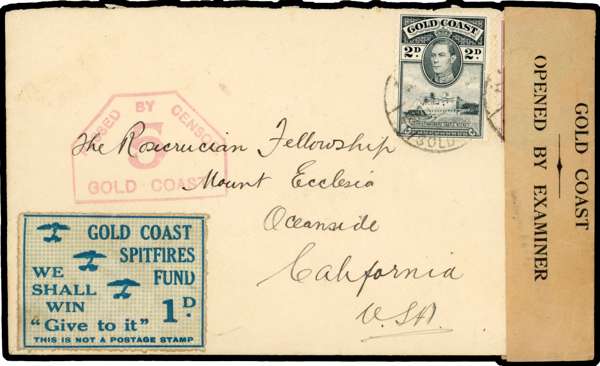 GOLD COAST
2D. 2D.
PASSED BY CENSOR
6
GOLD COAST
The Rosicrucian Fellowship
Mount Ecclesia
Oceanside
California
U.S.A.
GOLD
GOLD COAST
SPITFIRES
FUND
WE
SHALL
WIN
1D.
"Give to it"
THIS IS NOT A POSTAGE STAMP
GOLD COAST
OPENED BY EXAMINER